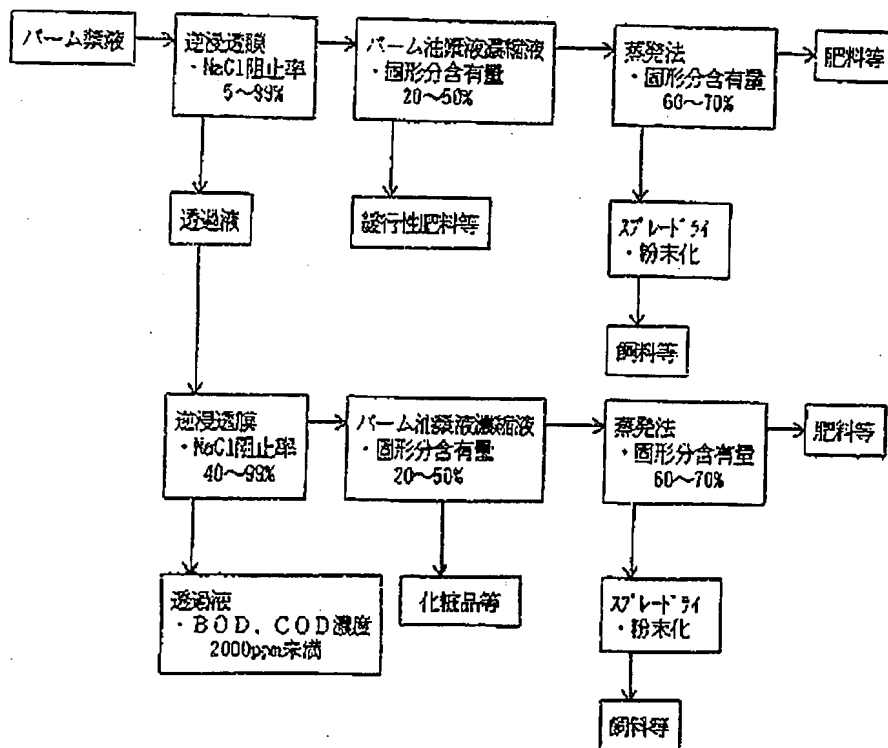 パーム漿液
逆浸透膜
・NaCl阻止率
5～99%
パーム油漿液濃縮液
・固形分含有量
20～50%
蒸発法
・固形分含有量
60～70%
肥料等
透過液
行性肥料等
スプレードライ
・粉末化
飼料等
逆浸透膜
・NaCl阻止率
40～99%
パーム油漿液濃縮液
・固形分含有量
20～50%
蒸発法
・固形分含有量
60～70%
肥料等
透過液
・BOD、COD濃度
2000ppm未満
化粧品等
スプレードライ
・粉末化
飼料等